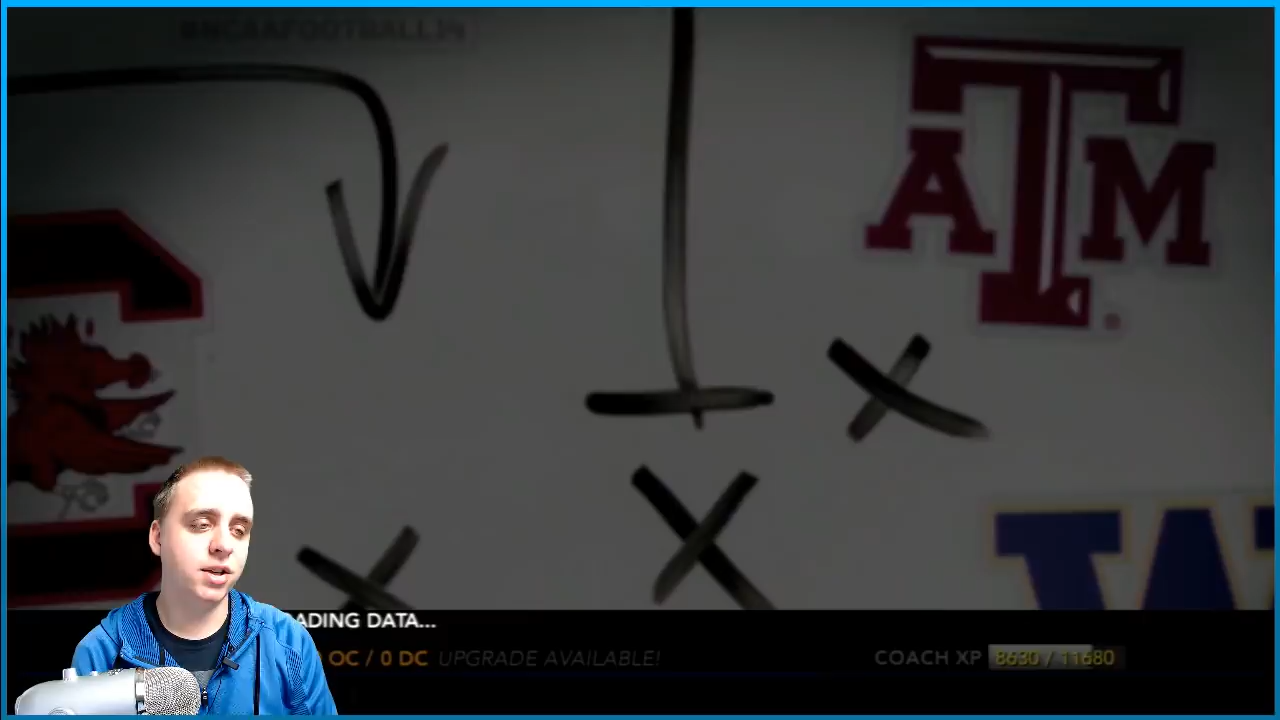 #NCAAFOOTBALL14
ATM
ADING DATA...
OC / 0 DC UPGRADE AVAILABLE!
COACH XP 8630 / 11680